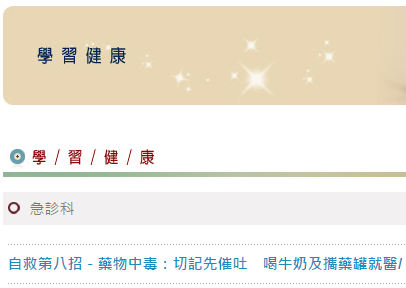 學習健康
學 / 習 / 健 / 康
急診科
自救第八招 - 藥物中毒：切記先催吐　喝牛奶及攜藥罐就醫/